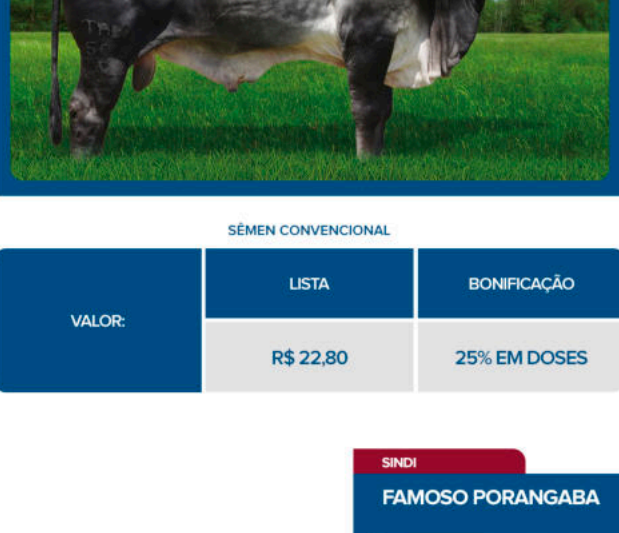 SÊMEN CONVENCIONAL
VALOR:
LISTA
BONIFICAÇÃO
R$ 22,80
25% EM DOSES
SINDI
FAMOSO PORANGABA